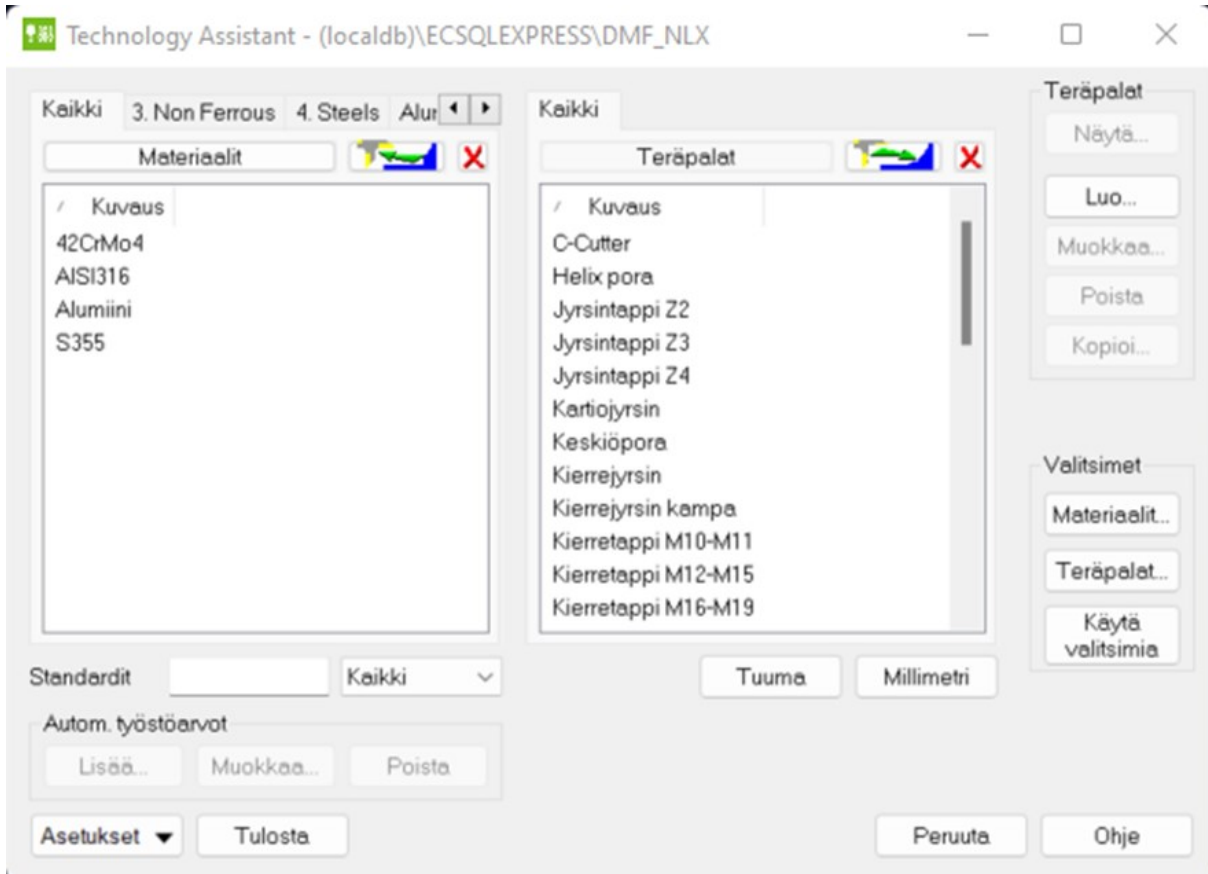 Technology Assistant - (localdb)\ECSQLEXPRESS\DMF_NLX
Kaikki
3. Non Ferrous
4. Steels
Alur
Materiaalit
Kuvaus
42CrMo4
AISI316
Alumiini
S355
Kaikki
Teräpalat
Kuvaus
C-Cutter
Helix pora
Jyrsintappi Z2
Jyrsintappi Z3
Jyrsintappi Z4
Kartiojyrsin
Keskiöpora
Kierrejyrsin
Kierrejyrsin kampa
Kierretappi M10-M11
Kierretappi M12-M15
Kierretappi M16-M19
Teräpalat
Näytä...
Luo...
Muokkaa...
Poista
Kopioi...
Valitsimet
Materiaalit...
Teräpalat...
Käytä
valitsimia
Standardit
Kaikki
Tuuma
Millimetri
Autom. työstöarvot
Lisää...
Muokkaa...
Poista
Asetukset
Tulosta
Peruuta
Ohje